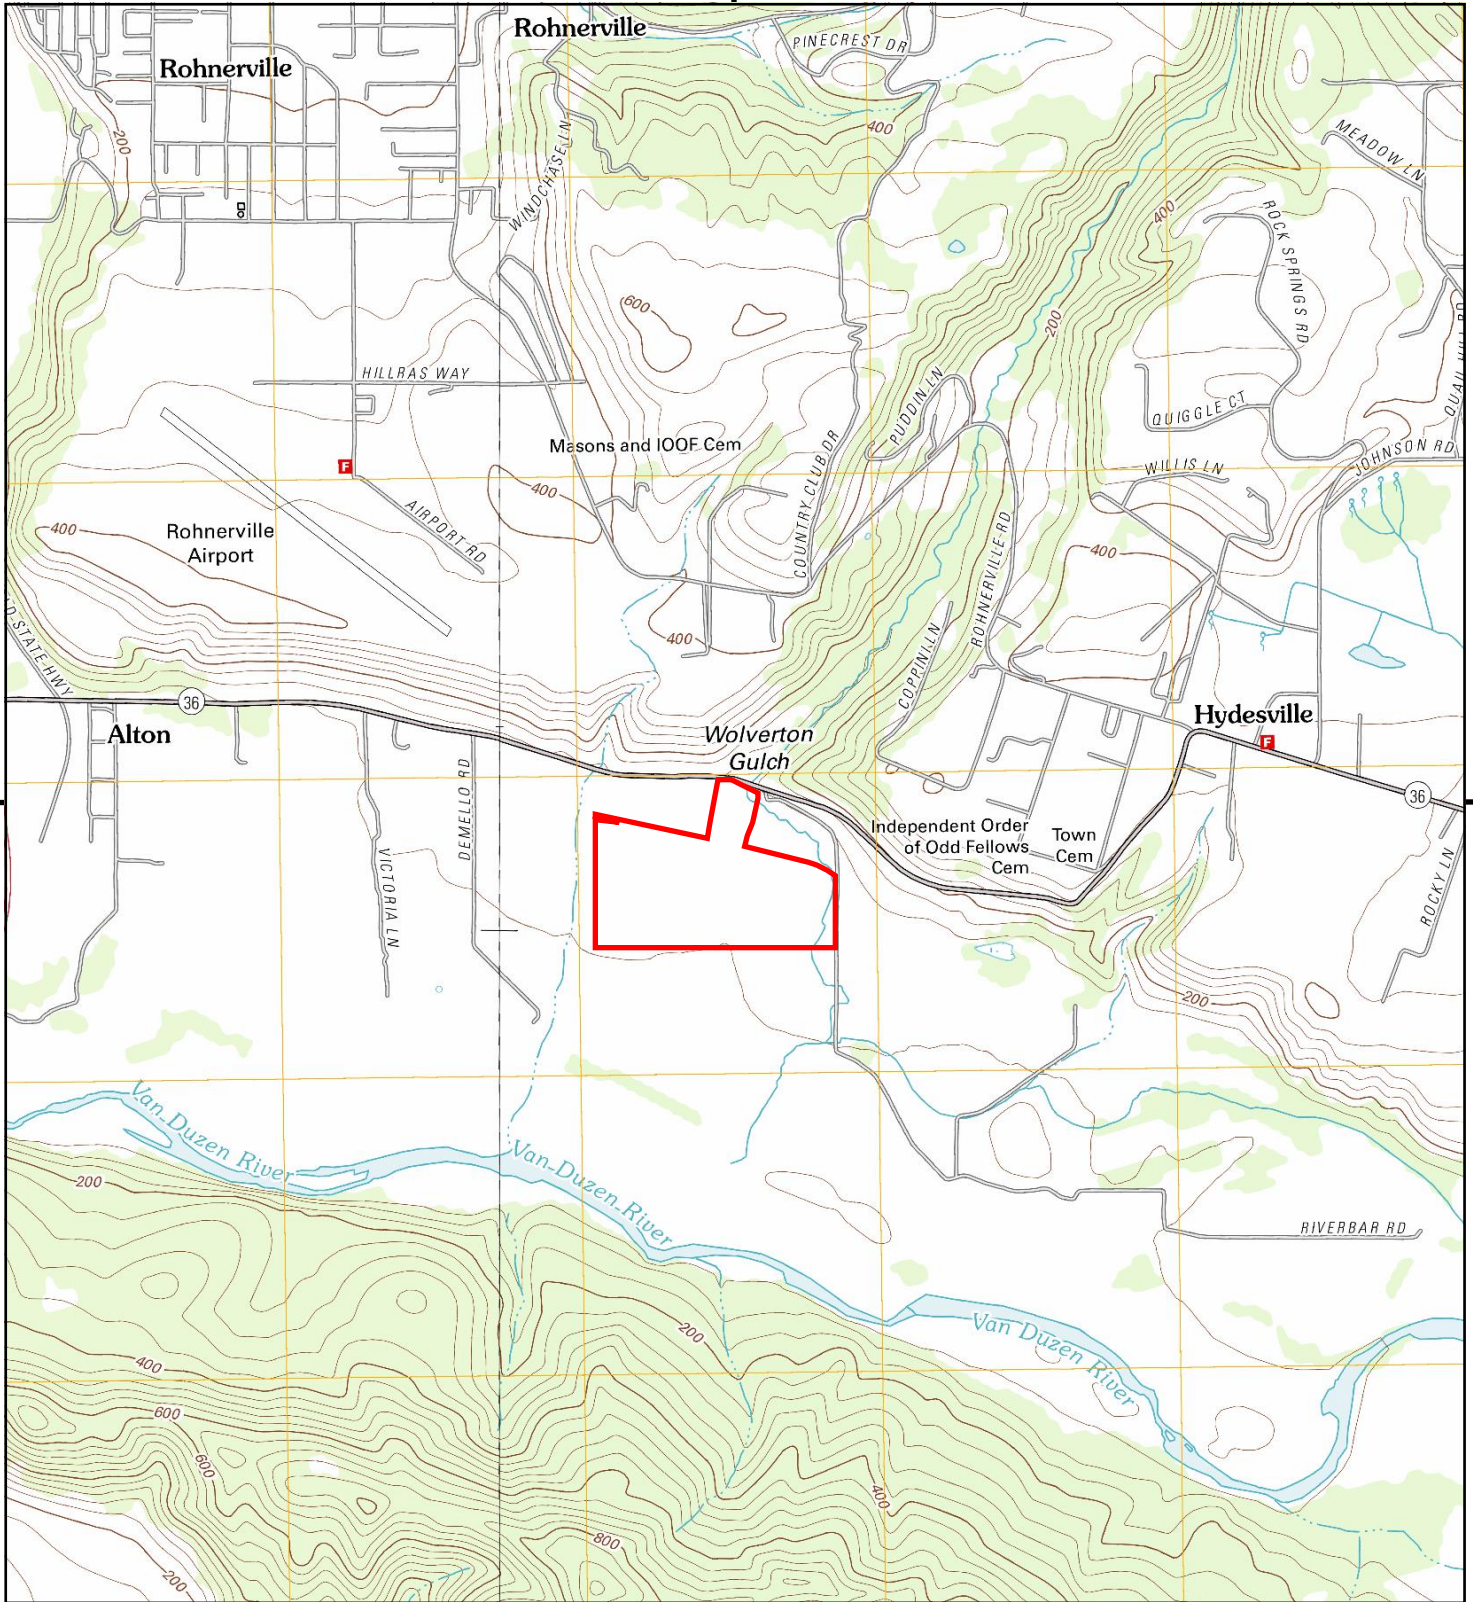 Rohnerville
PINECREST DR
Rohnerville
200
400
MEADOW LN
WINDCHASE LN
400
ROCK SPRINGS RD
600
200
HILLRAS WAY
PUDDIN LN
QUIGGLE CT
Masons and IOOF Cem
COUNTRY CLUB DR
JOHNSON RD
WILLIS LN
F
400
AIRPORT RD
400
Rohnerville
Airport
ROHNERVILLE RD
400
400
COPPINI LN
STATE HWY
36
Alton
Wolverton
Gulch
Hydesville
F
DEMELLO RD
36
Independent Order
of Odd Fellows
Cem
Town
Cem
VICTORIA LN
ROCKY LN
200
Van Duzen River
Van Duzen River
200
RIVERBAR RD
Van Duzen River
200
400
600
600
400
800
200